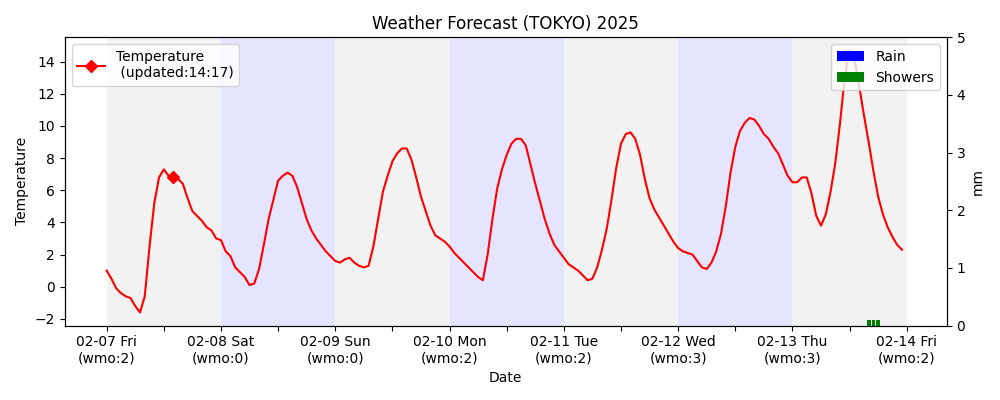 Weather Forecast (TOKYO) 2025
Temperature
(updated:14:17)
Rain
Showers
Temperature
14
12
10
8
6
4
2
0
−2
5
4
3
2
1
0
mm
02-07 Fri
(wmo:2)
02-08 Sat
(wmo:0)
02-09 Sun
(wmo:0)
02-10 Mon
(wmo:2)
02-11 Tue
(wmo:2)
02-12 Wed
(wmo:3)
02-13 Thu
(wmo:3)
02-14 Fri
(wmo:2)
Date